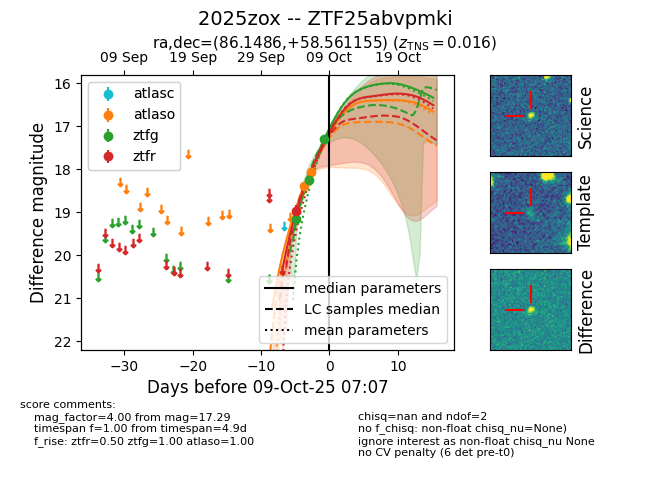 2025zox -- ZTF25abvpmki
ra,dec=(86.1486,+58.561155) (zTNS = 0.016)
09 Sep 19 Sep 29 Sep 09 Oct 19 Oct
atlasc
atlaso
ztfg
ztfr
16
17
18
19
20
21
22
Difference magnitude
median parameters
LC samples median
mean parameters
−30 −20 −10 0 10
Days before 09-Oct-25 07:07
Science
Template
Difference
score comments:
mag_factor=4.00 from mag=17.29
timespan f=1.00 from timespan=4.9d
f_rise: ztfr=0.50 ztfg=1.00 atlaso=1.00
chisq=nan and ndof=2
no f_chisq: non-float chisq_nu=None)
ignore interest as non-float chisq_nu None
no CV penalty (6 det pre-t0)